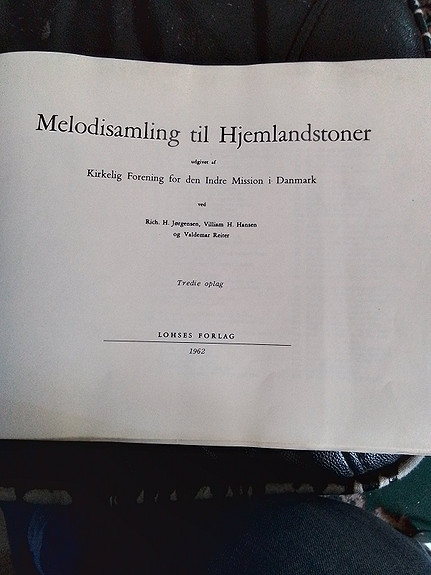 Melodisamling til Hjemlandstoner
udgivet af
Kirkelig Forening for den Indre Mission i Danmark
ved
Rich. H. Jørgensen, Villiam H. Hansen
og Valdemar Reiter
Tredie oplag
LOHSES FORLAG
1962